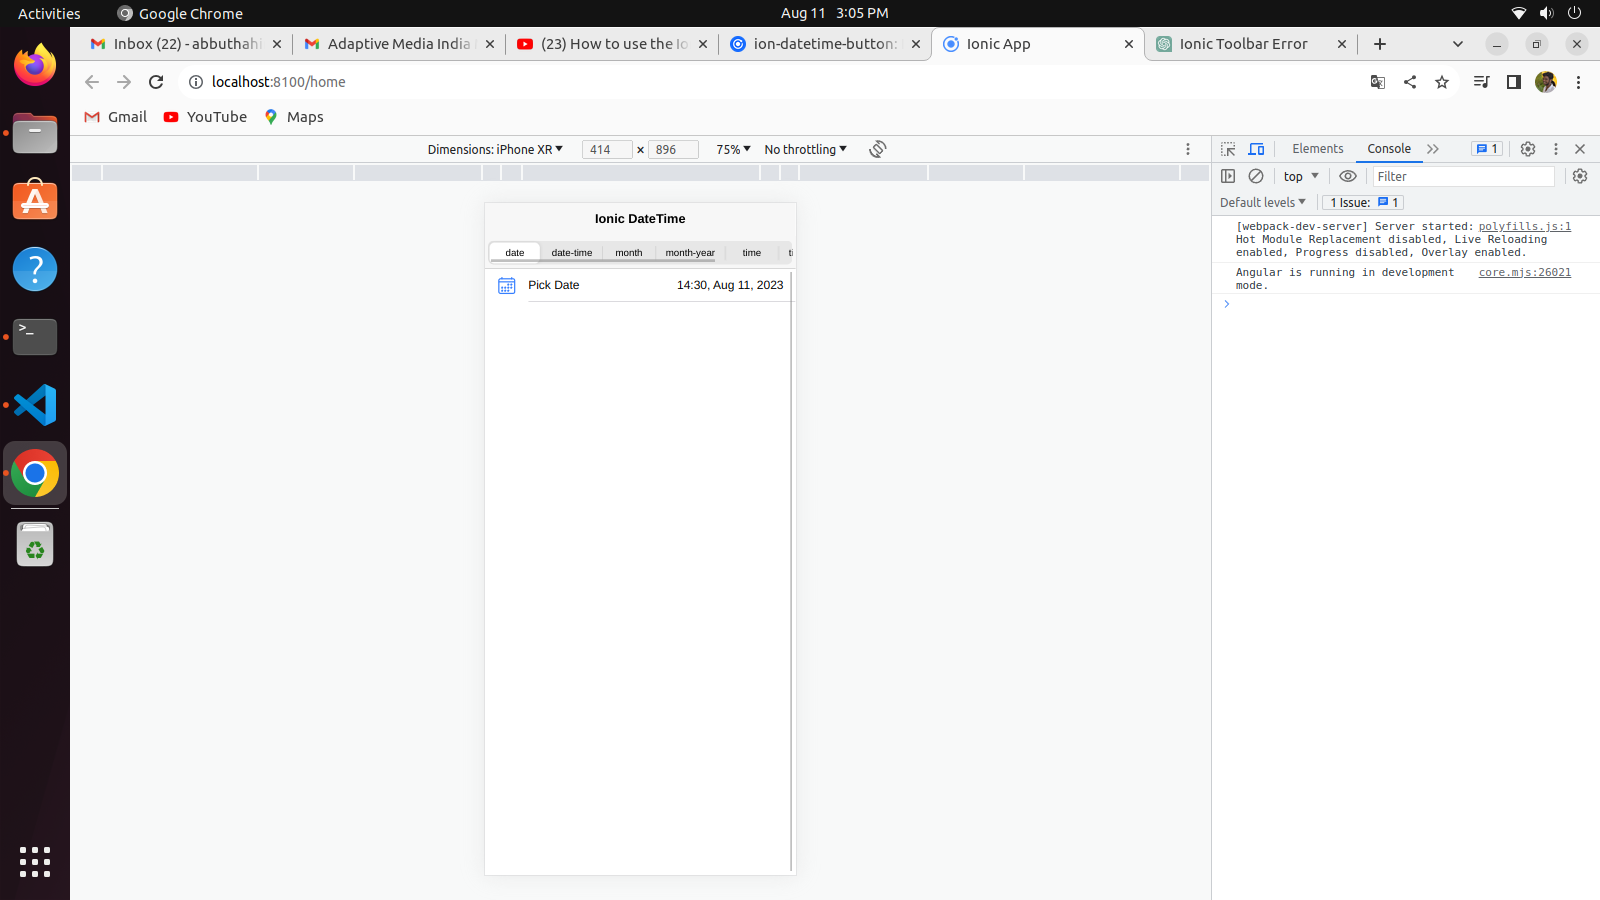 Activities
Google Chrome
Aug 11 3:05 PM
Inbox (22) - abbuthahi
Adaptive Media India
(23) How to use the Io
ion-datetime-button:
Ionic App
Ionic Toolbar Error
localhost:8100/home
Gmail
YouTube
Maps
Dimensions: iPhone XR
414 × 896
75%
No throttling
Elements
Console
1
top
Filter
Default levels
1 Issue: 1
Ionic DateTime
date
date-time
month
month-year
time
Pick Date
14:30, Aug 11, 2023
[webpack-dev-server] Server started: polyfills.js:1
Hot Module Replacement disabled, Live Reloading
enabled, Progress disabled, Overlay enabled.
Angular is running in development core.mjs:26021
mode.